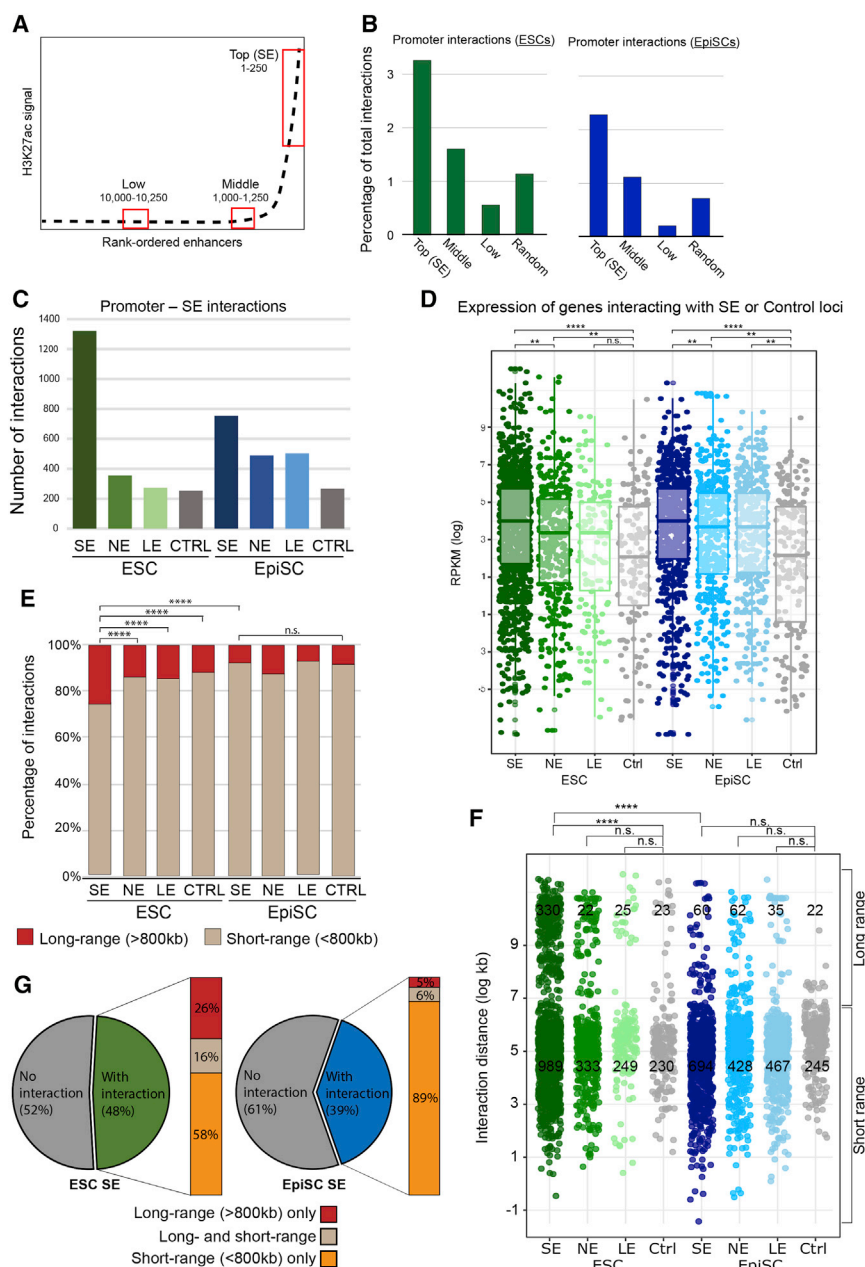 A
H3K27ac signal
Top (SE)
1-250
Low
10,000-10,250
Middle
1,000-1,250
Rank-ordered enhancers
B
Promoter interactions (ESCs)
Promoter interactions (EpiSCs)
Percentage of total interactions
3
2
1
0
Top (SE)
Middle
Low
Random
Top (SE)
Middle
Low
Random
C
Promoter – SE interactions
Number of interactions
1400
1200
1000
800
600
400
200
0
SE NE LE CTRL SE NE LE CTRL
ESC EpiSC
D
Expression of genes interacting with SE or Control loci
**** ****
** **
** n.s. ** **
RPKM (log)
9
7
5
3
1
-1
-3
-5
SE NE LE Ctrl SE NE LE Ctrl
ESC EpiSC
E
****
****
****
****
n.s.
Percentage of interactions
100%
80%
60%
40%
20%
0%
SE NE LE CTRL SE NE LE CTRL
ESC EpiSC
Long-range (>800kb)
Short-range (<800kb)
F
****
****
n.s.
n.s.
n.s.
n.s.
n.s.
Interaction distance (log kb)
9
7
5
3
1
-1
330 22 25 23 60 62 35 22
989 333 249 230 694 428 467 245
Long range
Short range
SE NE LE Ctrl SE NE LE Ctrl
ESC EpiSC
G
No interaction (52%)
With interaction (48%)
26%
16%
58%
ESC SE
No interaction (61%)
With interaction (39%)
5%
6%
89%
EpiSC SE
Long-range (>800kb) only
Long- and short-range
Short-range (<800kb) only